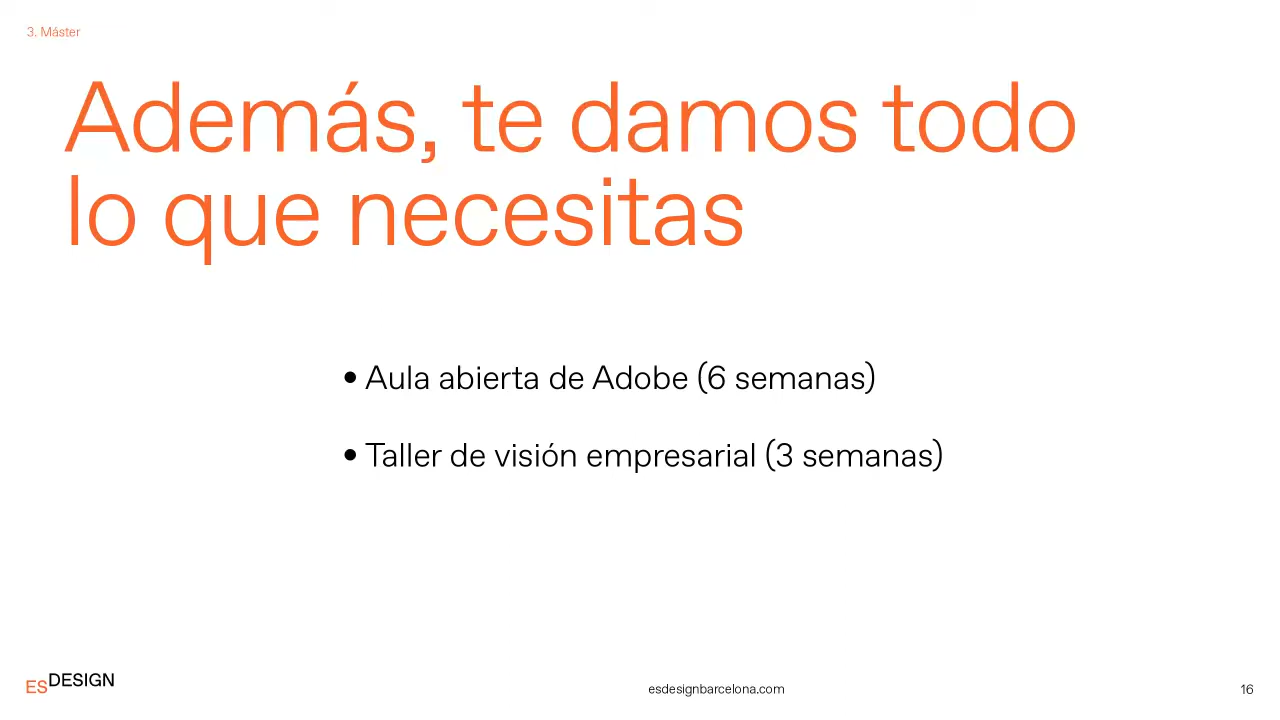 3. Máster
Además, te damos todo
lo que necesitas
• Aula abierta de Adobe (6 semanas)
• Taller de visión empresarial (3 semanas)
ESDESIGN
esdesignbarcelona.com
16